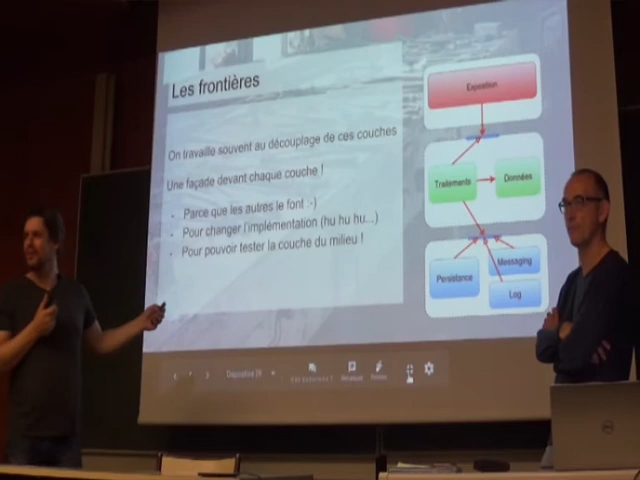 Les frontières
On travaille souvent au découplage de ces couches
Une façade devant chaque couche !
- Parce que les autres le font :-)
- Pour changer l'implémentation (hu hu hu...)
- Pour pouvoir tester la couche du milieu !
Exposition
Traitements
Données
Persistance
Messaging
Log
Diapositive
DELL